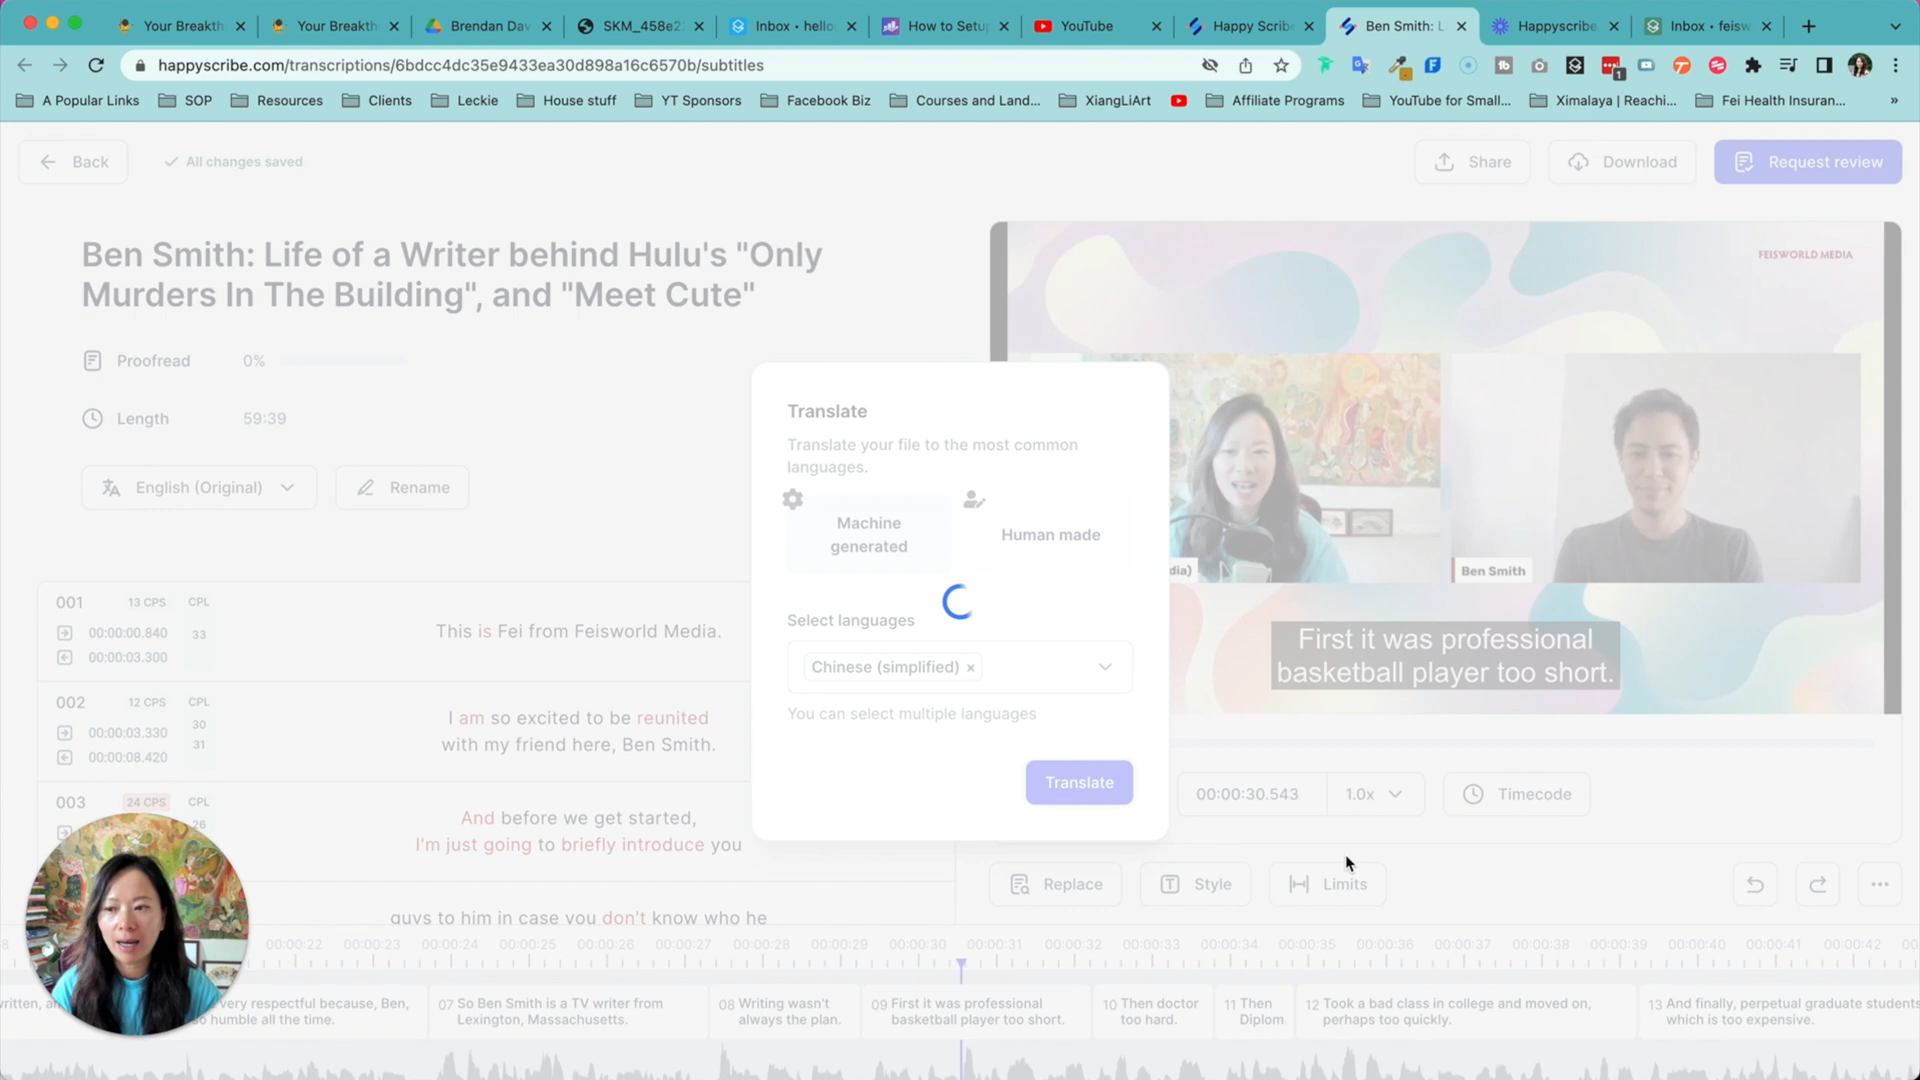 Your Breakth
Your Breakth
Brendan Dav
SKM_458e2
Inbox • hello
How to Setu
YouTube
Happy Scribe
Ben Smith: L
Happyscribe
Inbox • feisw
happyscribe.com/transcriptions/6bdcc4dc35e9433ea30d898a16c6570b/subtitles
A Popular Links
SOP
Resources
Clients
Leckie
House stuff
YT Sponsors
Facebook Biz
Courses and Land...
XiangLiArt
Affiliate Programs
YouTube for Small...
Ximalaya | Reachi...
Fei Health Insuran...
»
Back
All changes saved
Share
Download
Request review
Ben Smith: Life of a Writer behind Hulu's "Only
Murders In The Building", and "Meet Cute"
Proofread 0%
Length 59:39
English (Original)
Rename
FEISWORLD MEDIA
dia)
Ben Smith
First it was professional
basketball player too short.
Translate
Translate your file to the most common
languages.
Machine
generated
Human made
Select languages
Chinese (simplified) ×
You can select multiple languages
Translate
001 13 CPS CPL
00:00:00.840 33
00:00:03.300
This is Fei from Feisworld Media.
002 12 CPS CPL
30
00:00:03.330
31
00:00:08.420
I am so excited to be reunited
with my friend here, Ben Smith.
003 24 CPS CPL
26
And before we get started,
I'm just going to briefly introduce you
guys to him in case you don't know who he
00:00:30.543
1.0x
Timecode
Replace
Style
Limits
8 00:00:22 00:00:23 00:00:24 00:00:25 00:00:26 00:00:27 00:00:28 00:00:29 00:00:30 00:00:31 00:00:32 00:00:33 00:00:34 00:00:35 00:00:36 00:00:37 00:00:38 00:00:39 00:00:40 00:00:41 00:00:42 00
very respectful because, Ben,
so humble all the time.
07 So Ben Smith is a TV writer from
Lexington, Massachusetts.
08 Writing wasn't
always the plan.
09 First it was professional
basketball player too short.
10 Then doctor
too hard.
11 Then
Diplom
12 Took a bad class in college and moved on,
perhaps too quickly.
13 And finally, perpetual graduate students
which is too expensive.